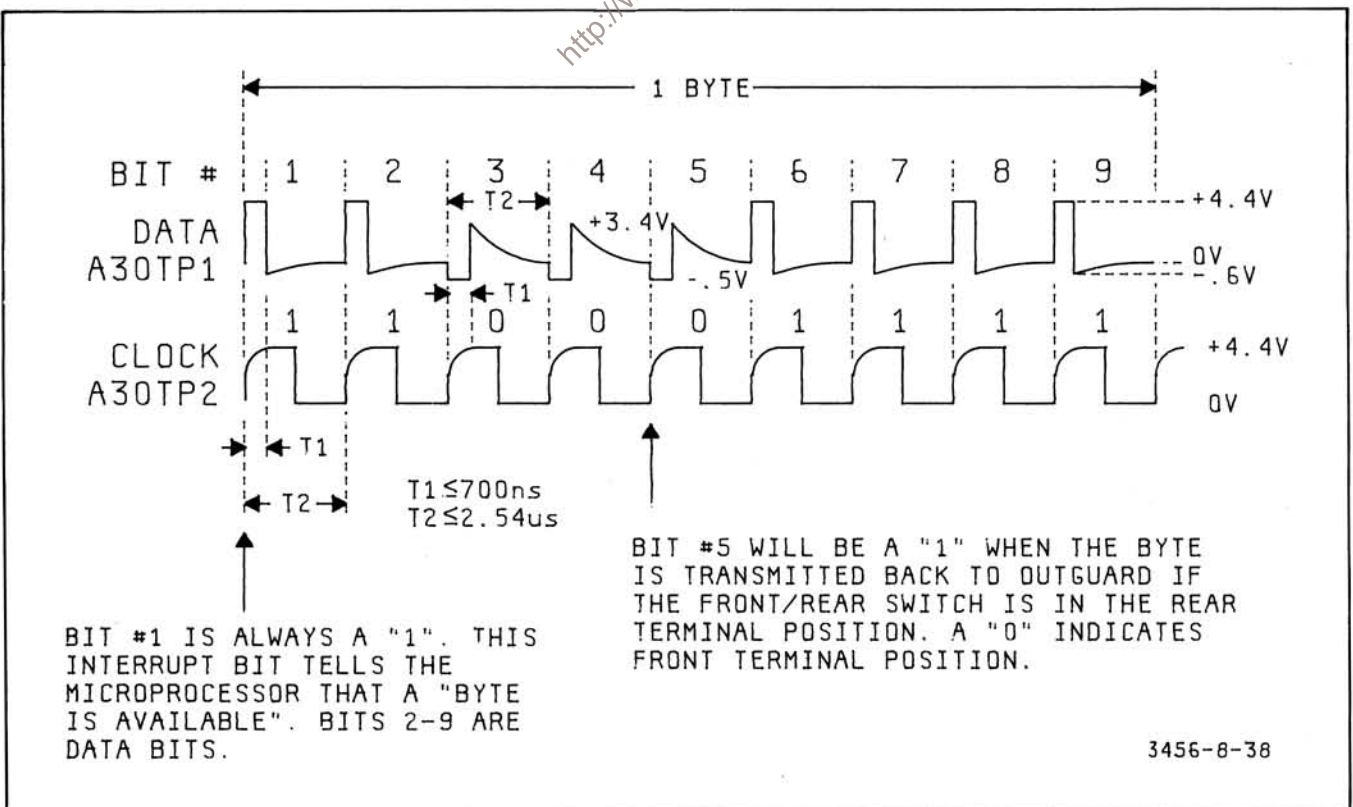 http://
1 BYTE
BIT # 1 2 3 4 5 6 7 8 9
T2 +4.4V
DATA +3.4V
A30TP1 -.5V 0V
-.6V
T1
1 1 0 0 0 1 1 1 1
CLOCK +4.4V
A30TP2 0V
T1
T2 T1≤700ns
T2≤2.54us
BIT #5 WILL BE A "1" WHEN THE BYTE
IS TRANSMITTED BACK TO OUTGUARD IF
THE FRONT/REAR SWITCH IS IN THE REAR
TERMINAL POSITION. A "0" INDICATES
FRONT TERMINAL POSITION.
BIT #1 IS ALWAYS A "1". THIS
INTERRUPT BIT TELLS THE
MICROPROCESSOR THAT A "BYTE
IS AVAILABLE". BITS 2-9 ARE
DATA BITS.
3456-8-38